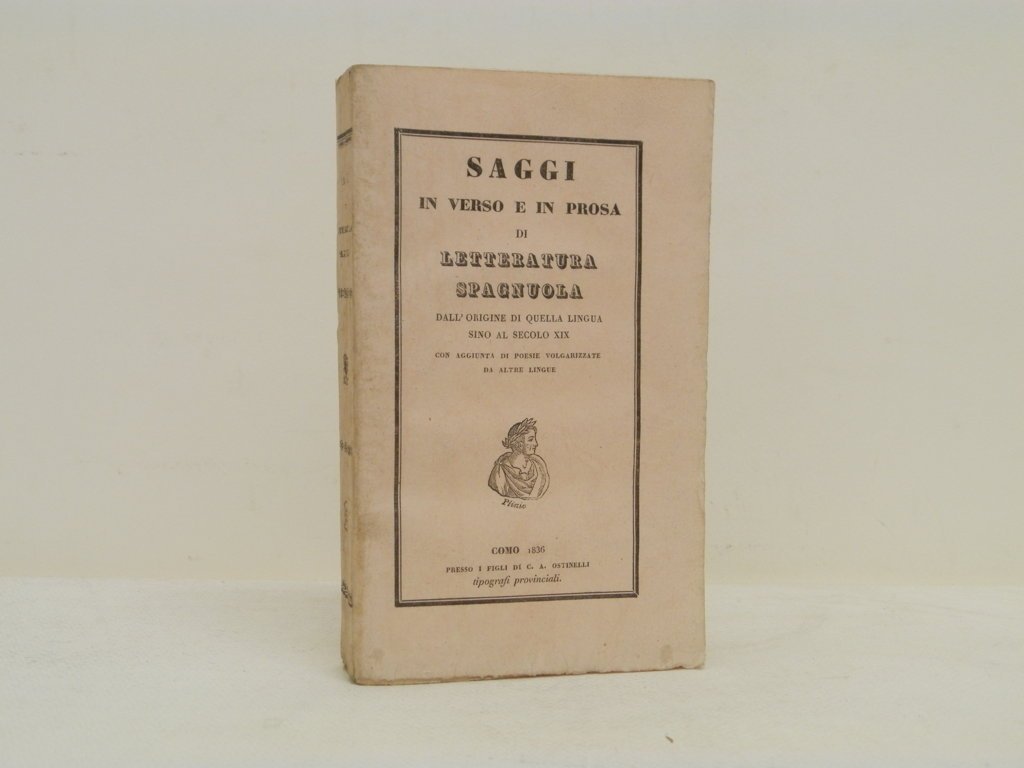 SAGGI
IN VERSO E IN PROSA
DI
LETTERATURA
SPAGNUOLA
DALL' ORIGINE DI QUELLA LINGUA
SINO AL SECOLO XIX
CON AGGIUNTA DI POESIE VOLGARIZZATE
DA ALTRE LINGUE
Plinio
COMO 1836
PRESSO I FIGLI DI C. A. OSTINELLI
tipografi provinciali.